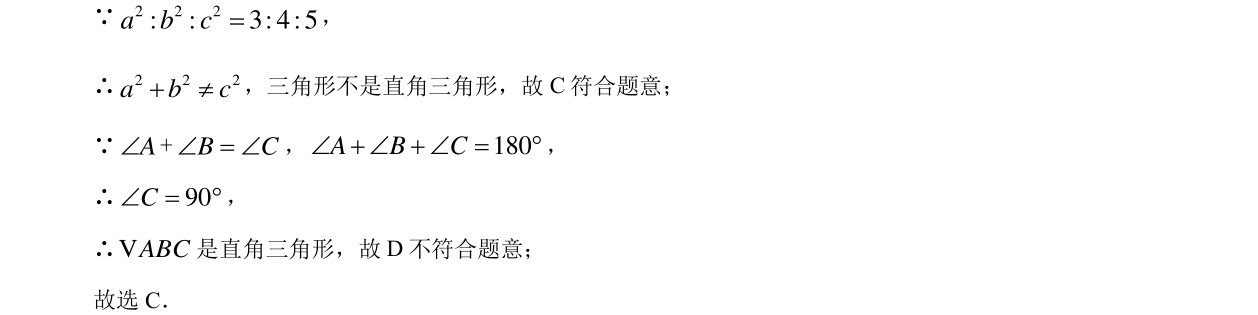 ∵ a²:b²:c²=3:4:5，
∴ a²+b²≠c²，三角形不是直角三角形，故 C 符合题意；
∵ ∠A+∠B=∠C，∠A+∠B+∠C=180°，
∴ ∠C=90°，
∴ VABC 是直角三角形，故 D 不符合题意；
故选 C．